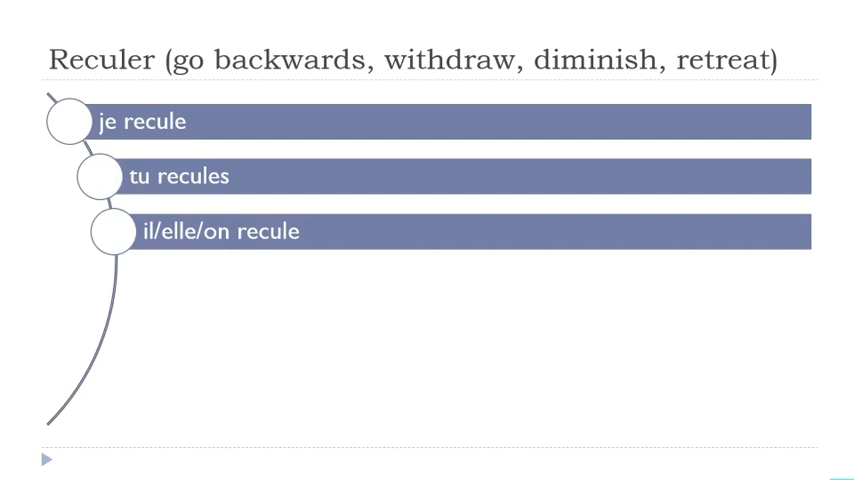 Reculer (go backwards, withdraw, diminish, retreat)
je recule
tu recules
il/elle/on recule